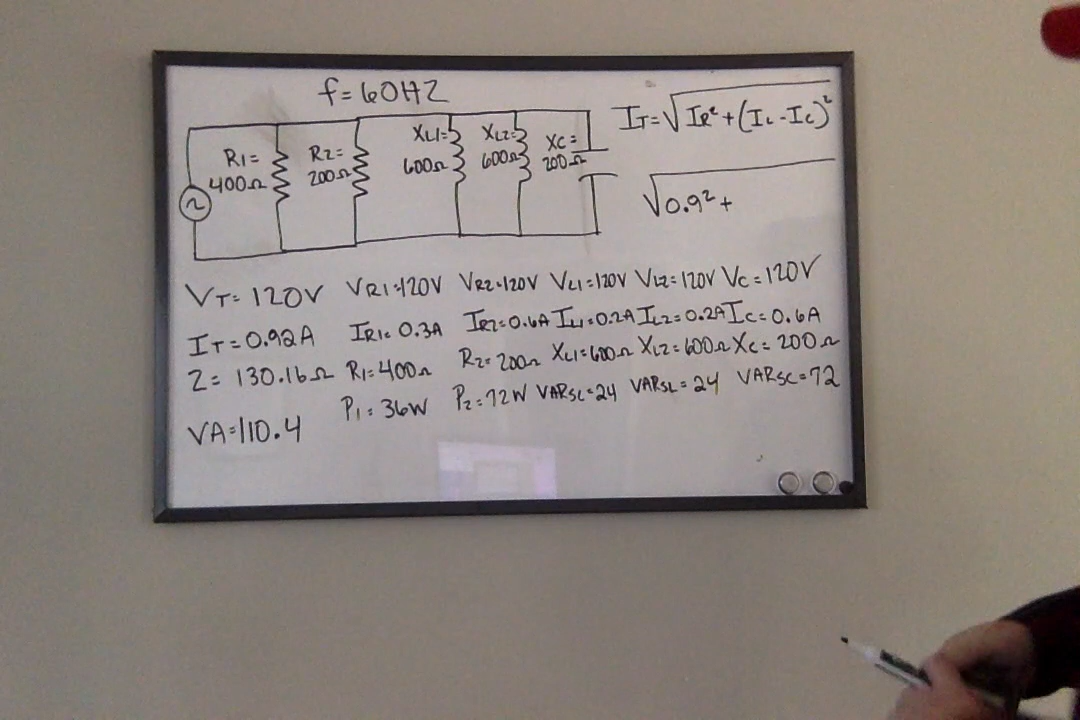 f=60HZ
R1=
400Ω
R2=
200Ω
XL1=
600Ω
XL2=
600Ω
XC=
200Ω
~
IT=√IR²+(IL-IC)²
√0.9²+
VT=120V VR1=120V VR2=120V VL1=120V VL2=120V VC=120V
IT=0.92A IR1=0.3A IR2=0.6A IL1=0.2A IL2=0.2A IC=0.6A
Z=130.16Ω R1=400Ω R2=200Ω XL1=600Ω XL2=600Ω XC=200Ω
VA=110.4 P1=36W P2=72W VARSL=24 VARSL=24 VARSC=72